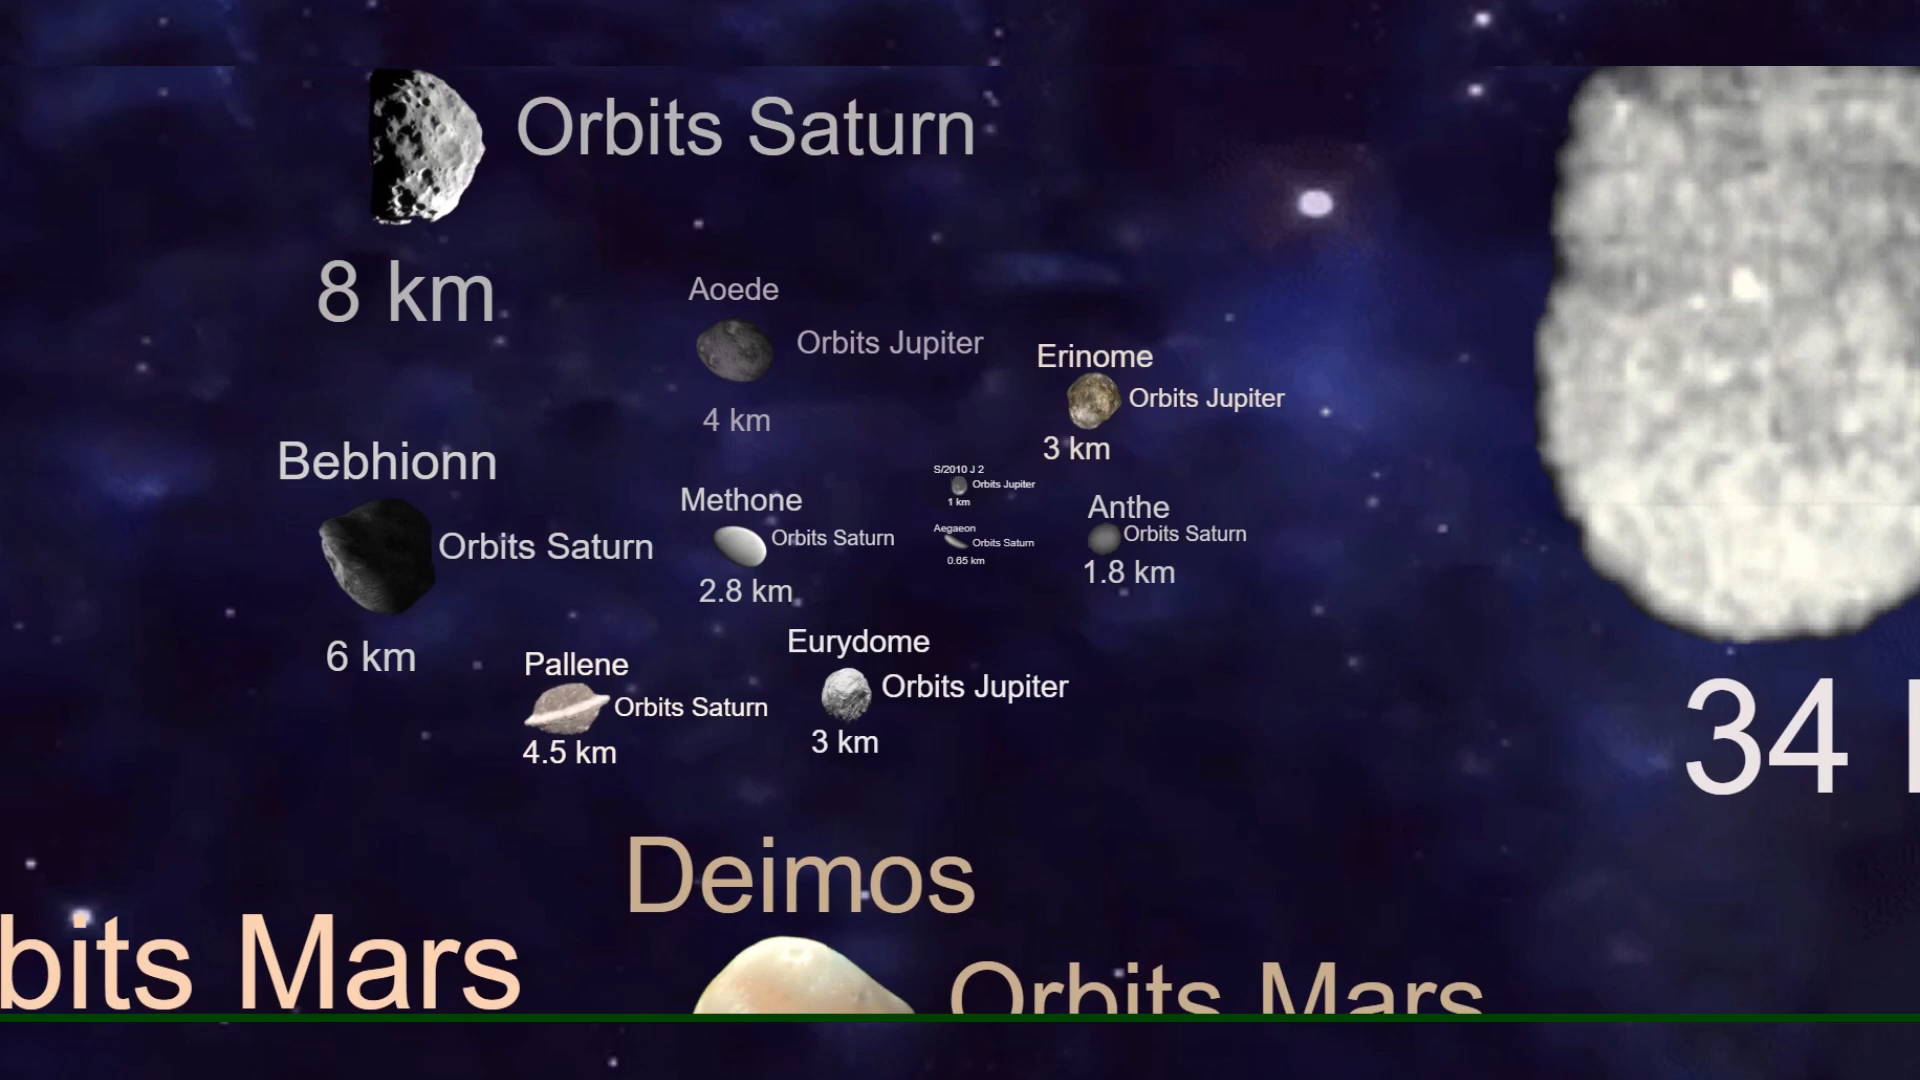 Orbits Saturn
8 km
Aoede
Orbits Jupiter
4 km
Erinome
Orbits Jupiter
3 km
Bebhionn
Orbits Saturn
6 km
Methone
Orbits Saturn
2.8 km
S/2010 J 2
Orbits Jupiter
1 km
Aegaeon
Orbits Saturn
0.65 km
Anthe
Orbits Saturn
1.8 km
Pallene
Orbits Saturn
4.5 km
Eurydome
Orbits Jupiter
3 km
34
Deimos
bits Mars
Orbits Mars